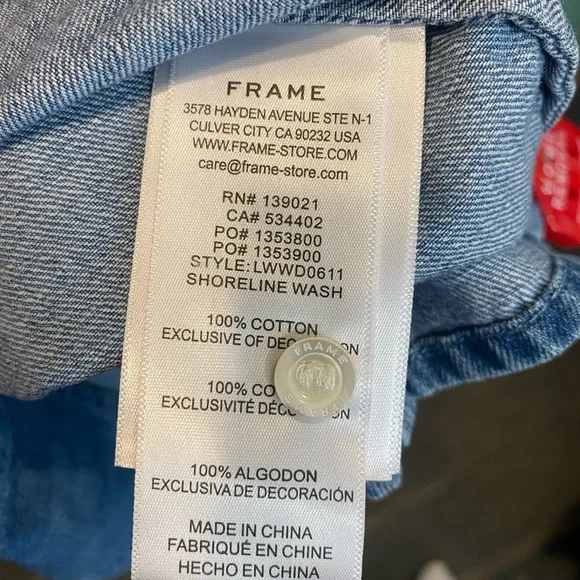 FRAME
3578 HAYDEN AVENUE STE N-1
CULVER CITY CA 90232 USA
WWW.FRAME-STORE.COM
care@frame-store.com
RN# 139021
CA# 534402
PO# 1353800
PO# 1353900
STYLE: LWWD0611
SHORELINE WASH
100% COTTON
EXCLUSIVE OF
FRAME
100%
EXCLUSIVITÉ
100% ALGODON
EXCLUSIVA DE DECORACIÓN
MADE IN CHINA
FABRIQUÉ EN CHINE
HECHO EN CHINA